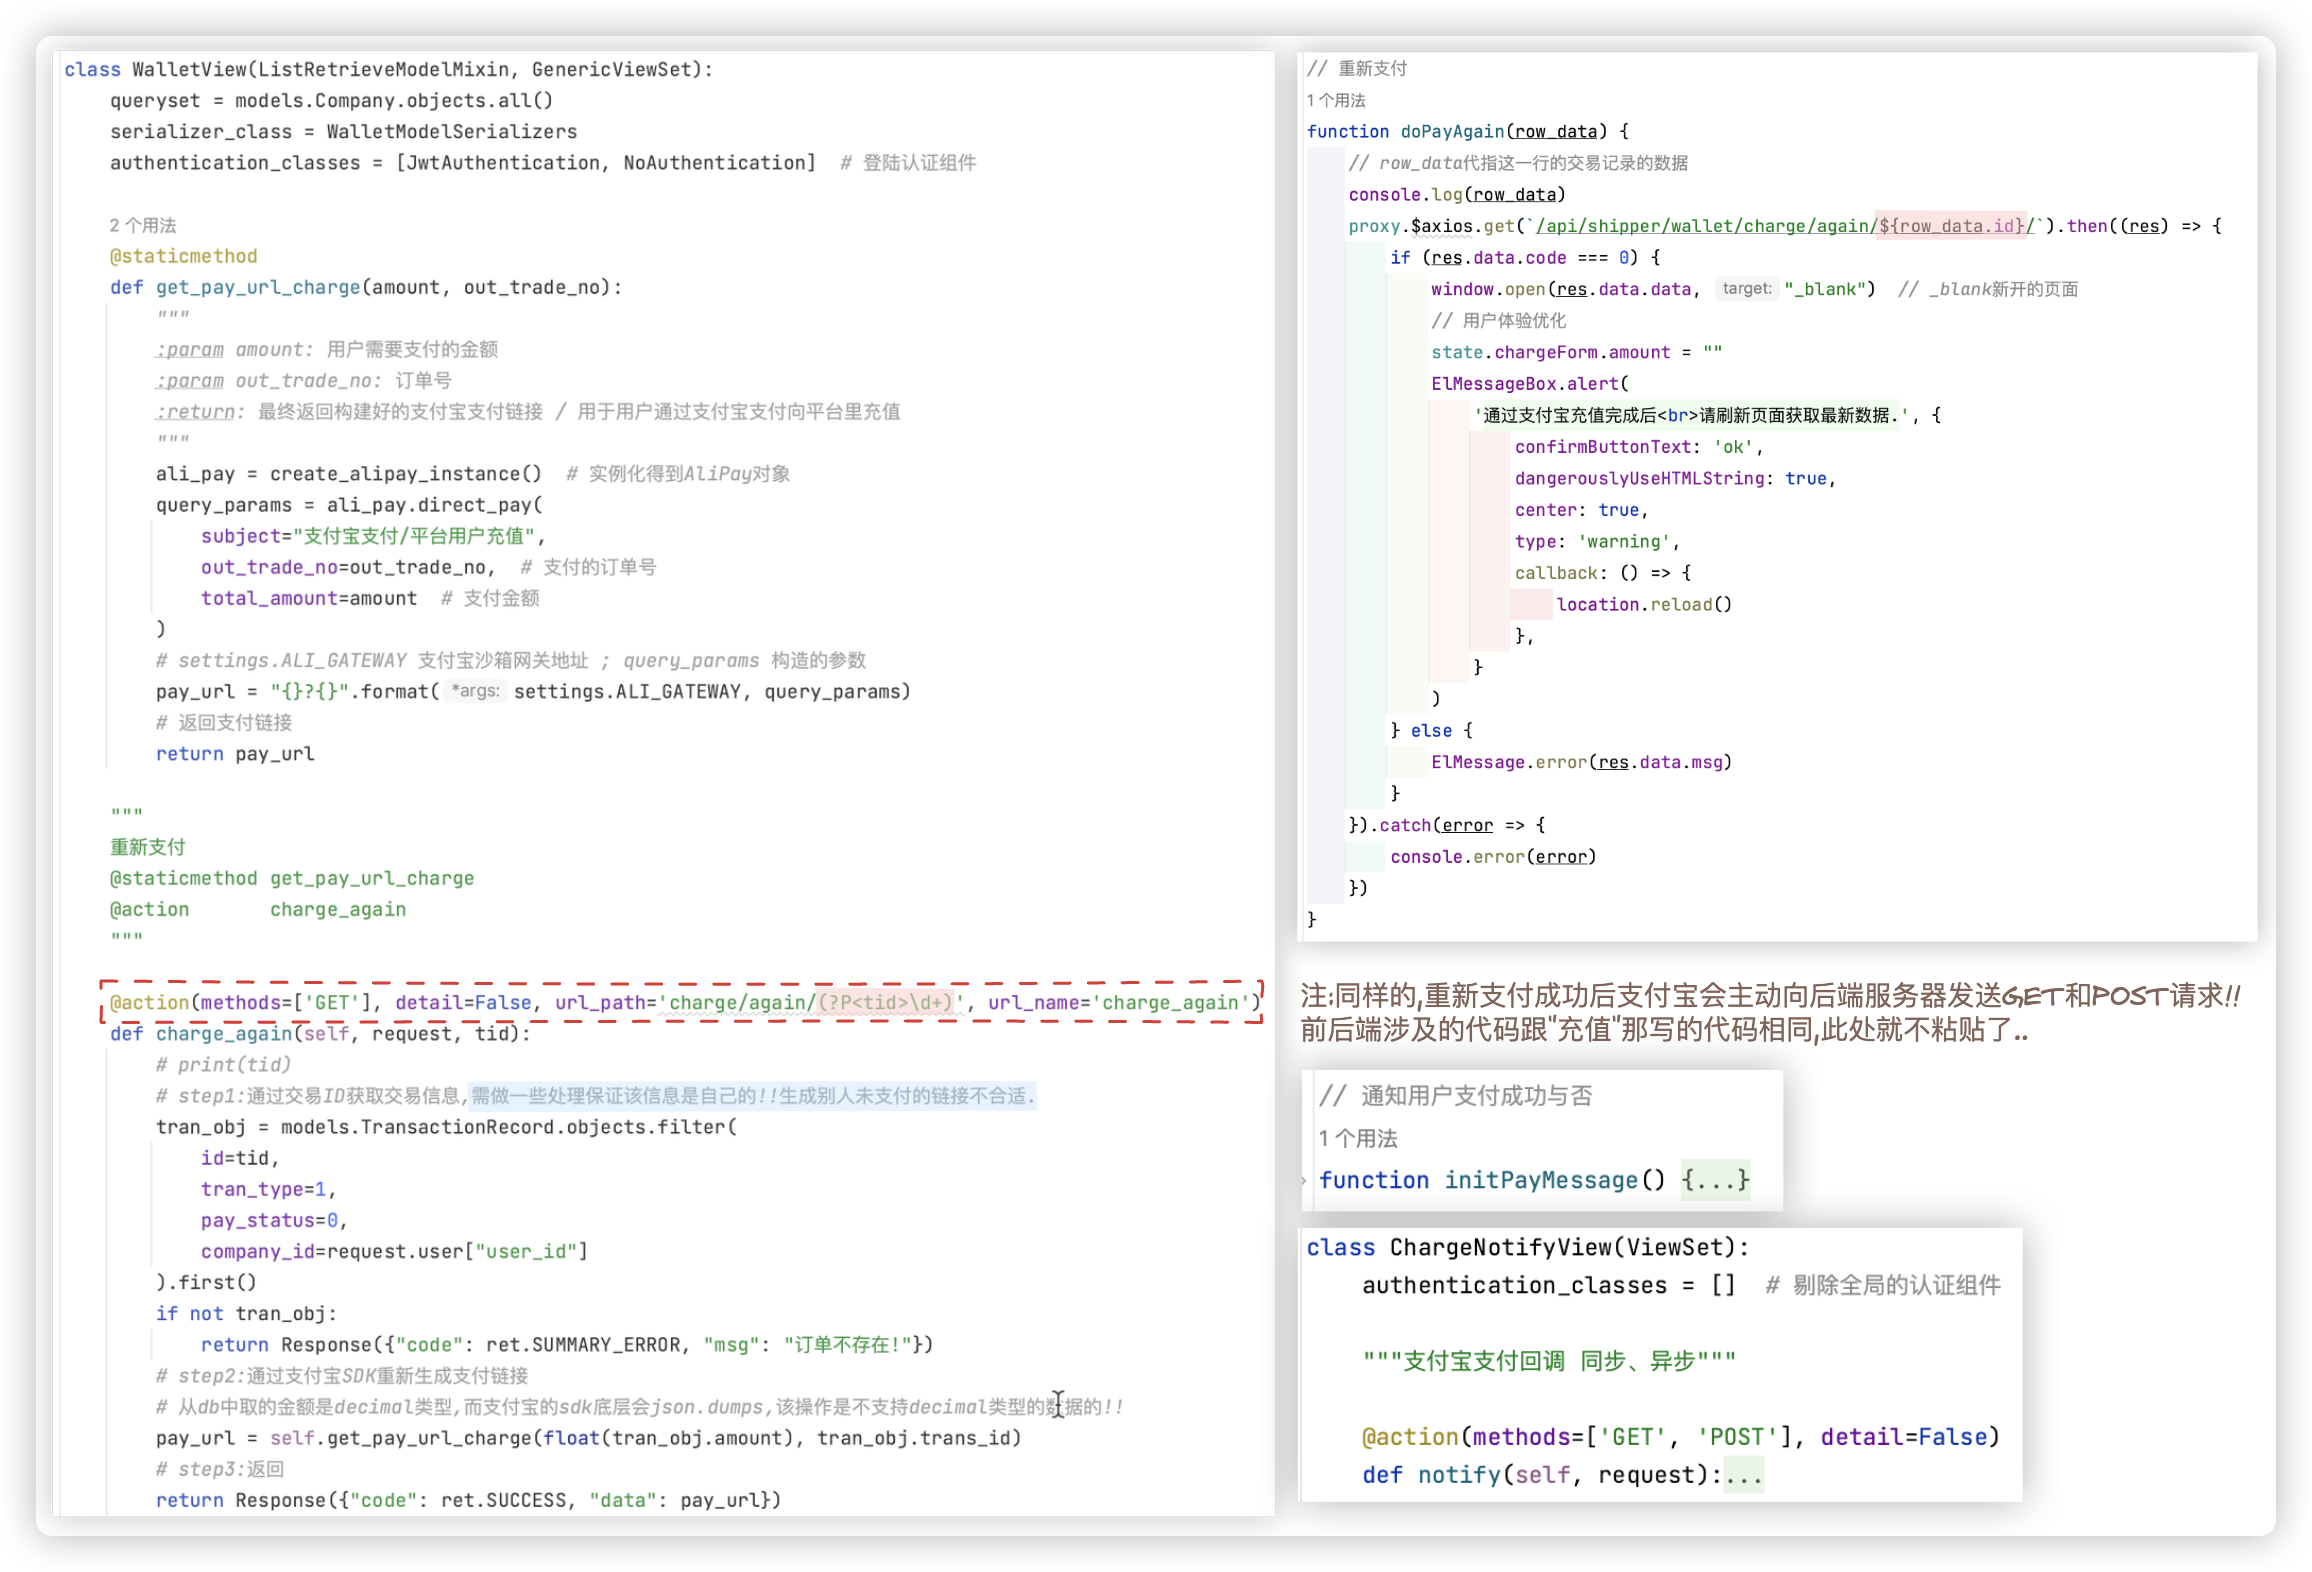 class WalletView(ListRetrieveModelMixin, GenericViewSet):
    queryset = models.Company.objects.all()
    serializer_class = WalletModelSerializers
    authentication_classes = [JwtAuthentication, NoAuthentication]  # 登陆认证组件
    2 个用法
    @staticmethod
    def get_pay_url_charge(amount, out_trade_no):
        """
        :param amount: 用户需要支付的金额
        :param out_trade_no: 订单号
        :return: 最终返回构建好的支付宝支付链接 / 用于用户通过支付宝支付向平台里充值
        """
        ali_pay = create_alipay_instance()  # 实例化得到AliPay对象
        query_params = ali_pay.direct_pay(
            subject="支付宝支付/平台用户充值",
            out_trade_no=out_trade_no,  # 支付的订单号
            total_amount=amount  # 支付金额
        )
        # settings.ALI_GATEWAY 支付宝沙箱网关地址 ; query_params 构造的参数
        pay_url = "{}?{}".format( *args: settings.ALI_GATEWAY, query_params)
        # 返回支付链接
        return pay_url
    """
    重新支付
    @staticmethod get_pay_url_charge
    @action       charge_again
    """
    @action(methods=['GET'], detail=False, url_path='charge/again/(?P<tid>\d+)', url_name='charge_again')
    def charge_again(self, request, tid):
        # print(tid)
        # step1:通过交易ID获取交易信息,需做一些处理保证该信息是自己的!!生成别人未支付的链接不合适.
        tran_obj = models.TransactionRecord.objects.filter(
            id=tid,
            tran_type=1,
            pay_status=0,
            company_id=request.user["user_id"]
        ).first()
        if not tran_obj:
            return Response({"code": ret.SUMMARY_ERROR, "msg": "订单不存在!"})
        # step2:通过支付宝SDK重新生成支付链接
        # 从db中取的金额是decimal类型,而支付宝的sdk底层会json.dumps,该操作是不支持decimal类型的数据的!!
        pay_url = self.get_pay_url_charge(float(tran_obj.amount), tran_obj.trans_id)
        # step3:返回
        return Response({"code": ret.SUCCESS, "data": pay_url})
// 重新支付
1 个用法
function doPayAgain(row_data) {
    // row_data代指这一行的交易记录的数据
    console.log(row_data)
    proxy.$axios.get(`/api/shipper/wallet/charge/again/${row_data.id}/`).then((res) => {
        if (res.data.code === 0) {
            window.open(res.data.data, target: "_blank")  // _blank新开的页面
            // 用户体验优化
            state.chargeForm.amount = ""
            ElMessageBox.alert(
                '通过支付宝充值完成后<br>请刷新页面获取最新数据.', {
                    confirmButtonText: 'ok',
                    dangerouslyUseHTMLString: true,
                    center: true,
                    type: 'warning',
                    callback: () => {
                        location.reload()
                    },
                }
            )
        } else {
            ElMessage.error(res.data.msg)
        }
    }).catch(error => {
        console.error(error)
    })
}
注:同样的,重新支付成功后支付宝会主动向后端服务器发送GET和POST请求!!
前后端涉及的代码跟"充值"那写的代码相同,此处就不粘贴了..
// 通知用户支付成功与否
1 个用法
function initPayMessage() {...}
class ChargeNotifyView(ViewSet):
    authentication_classes = []  # 剔除全局的认证组件
    """支付宝支付回调 同步、异步"""
    @action(methods=['GET', 'POST'], detail=False)
    def notify(self, request):...